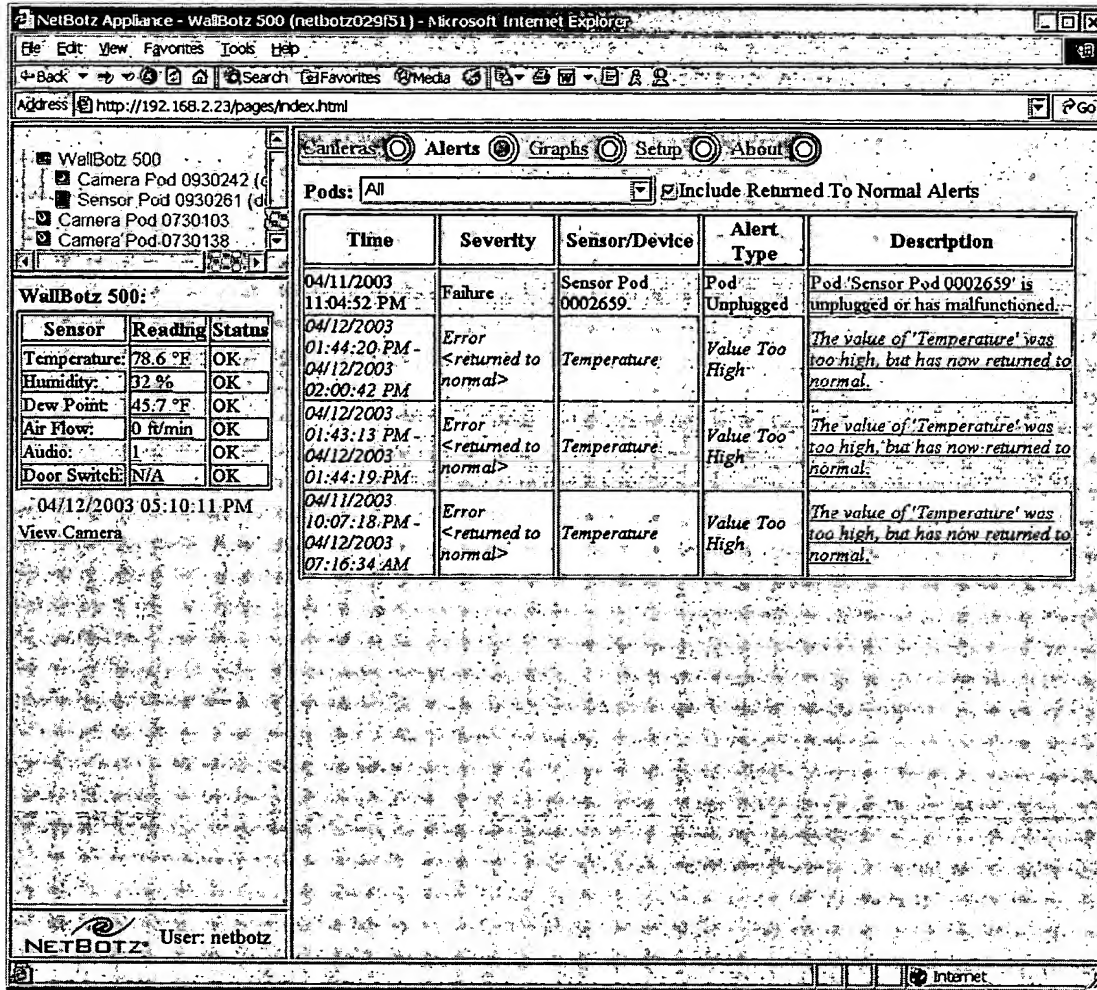 NetBotz Appliance - WallBotz 500 (netbotz029f51) - Microsoft Internet Explorer
File Edit View Favorites Tools Help
Back Search Favorites Media
Address http://192.168.2.23/pages/index.html Go
WallBotz 500
Camera Pod 0930242 (d
Sensor Pod 0930261 (d
Camera Pod 0730103
Camera Pod 0730138
Cameras Alerts Graphs Setup About
Pods: All Include Returned To Normal Alerts
WallBotz 500:
Sensor Reading Status
Temperature: 78.6 °F OK
Humidity: 32 % OK
Dew Point: 45.7 °F OK
Air Flow: 0 ft/min OK
Audio: 1 OK
Door Switch: N/A OK
04/12/2003 05:10:11 PM
View Camera
Time Severity Sensor/Device Alert Type Description
04/11/2003 11:04:52 PM Failure Sensor Pod 0002659 Pod Unplugged Pod 'Sensor Pod 0002659' is unplugged or has malfunctioned.
04/12/2003 01:44:20 PM - 04/12/2003 02:00:42 PM Error <returned to normal> Temperature Value Too High The value of 'Temperature' was too high, but has now returned to normal.
04/12/2003 01:43:13 PM - 04/12/2003 01:44:19 PM Error <returned to normal> Temperature Value Too High The value of 'Temperature' was too high, but has now returned to normal.
04/11/2003 10:07:18 PM - 04/12/2003 07:16:34 AM Error <returned to normal> Temperature Value Too High The value of 'Temperature' was too high, but has now returned to normal.
NETBOTZ User: netbotz
Internet